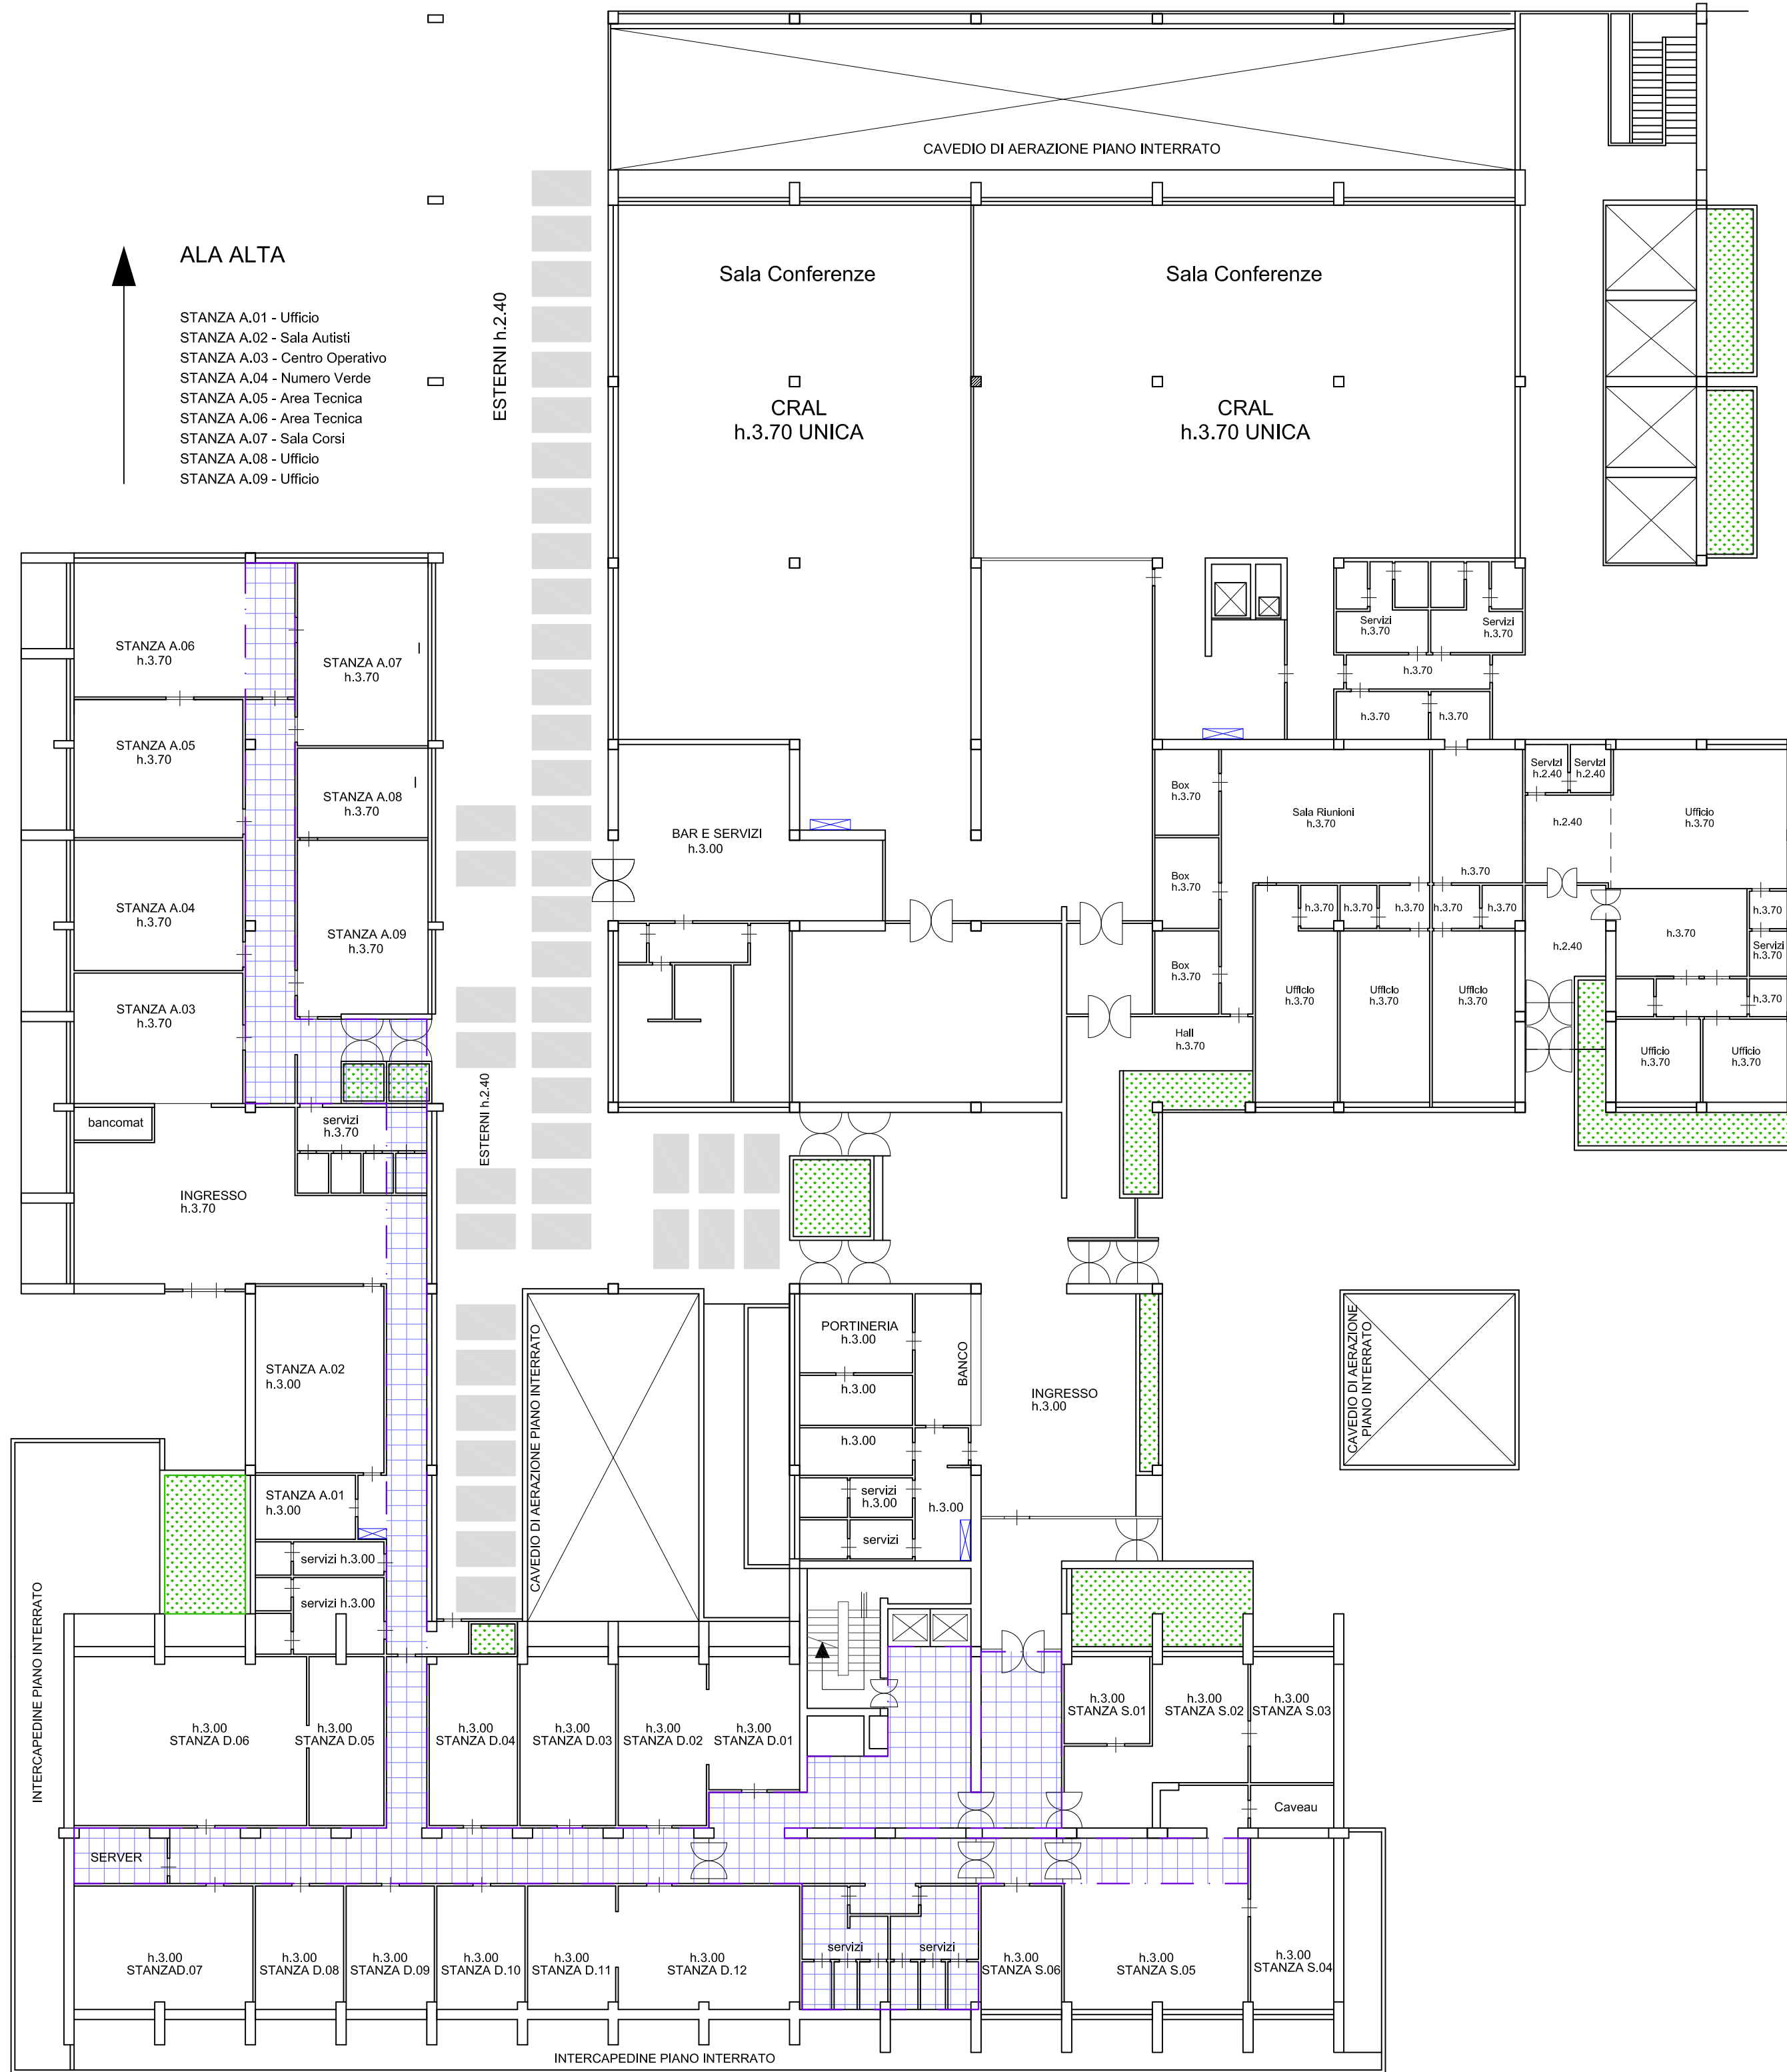 CAVEDIO DI AERAZIONE PIANO INTERRATO
ALA ALTA
STANZA A.01 - Ufficio
STANZA A.02 - Sala Autisti
STANZA A.03 - Centro Operativo
STANZA A.04 - Numero Verde
STANZA A.05 - Area Tecnica
STANZA A.06 - Area Tecnica
STANZA A.07 - Sala Corsi
STANZA A.08 - Ufficio
STANZA A.09 - Ufficio
ESTERNI h.2.40
Sala Conferenze
Sala Conferenze
CRAL
h.3.70 UNICA
CRAL
h.3.70 UNICA
STANZA A.06
h.3.70
STANZA A.07
h.3.70
STANZA A.05
h.3.70
STANZA A.08
h.3.70
STANZA A.04
h.3.70
STANZA A.09
h.3.70
STANZA A.03
h.3.70
bancomat
servizi
h.3.70
INGRESSO
h.3.70
ESTERNI h.2.40
Servizi
h.3.70
Servizi
h.3.70
h.3.70
h.3.70
h.3.70
BAR E SERVIZI
h.3.00
Box
h.3.70
Sala Riunioni
h.3.70
Servizi
h.2.40
Servizi
h.2.40
h.2.40
Ufficio
h.3.70
Box
h.3.70
h.3.70
h.3.70
h.3.70
h.3.70
h.3.70
h.3.70
h.3.70
h.3.70
h.2.40
Servizi
h.3.70
Box
h.3.70
Ufficio
h.3.70
Ufficio
h.3.70
Ufficio
h.3.70
h.3.70
Hall
h.3.70
Ufficio
h.3.70
Ufficio
h.3.70
STANZA A.02
h.3.00
CAVEDIO DI AERAZIONE PIANO INTERRATO
PORTINERIA
h.3.00
BANCO
h.3.00
INGRESSO
h.3.00
h.3.00
CAVEDIO DI AERAZIONE
PIANO INTERRATO
STANZA A.01
h.3.00
servizi
h.3.00
h.3.00
servizi
servizi h.3.00
servizi h.3.00
INTERCAPEDINE PIANO INTERRATO
h.3.00
STANZA D.06
h.3.00
STANZA D.05
h.3.00
STANZA D.04
h.3.00
STANZA D.03
h.3.00
STANZA D.02
h.3.00
STANZA D.01
h.3.00
STANZA S.01
h.3.00
STANZA S.02
h.3.00
STANZA S.03
Caveau
SERVER
h.3.00
STANZAD.07
h.3.00
STANZA D.08
h.3.00
STANZA D.09
h.3.00
STANZA D.10
h.3.00
STANZA D.11
h.3.00
STANZA D.12
servizi
servizi
h.3.00
STANZA S.06
h.3.00
STANZA S.05
h.3.00
STANZA S.04
INTERCAPEDINE PIANO INTERRATO